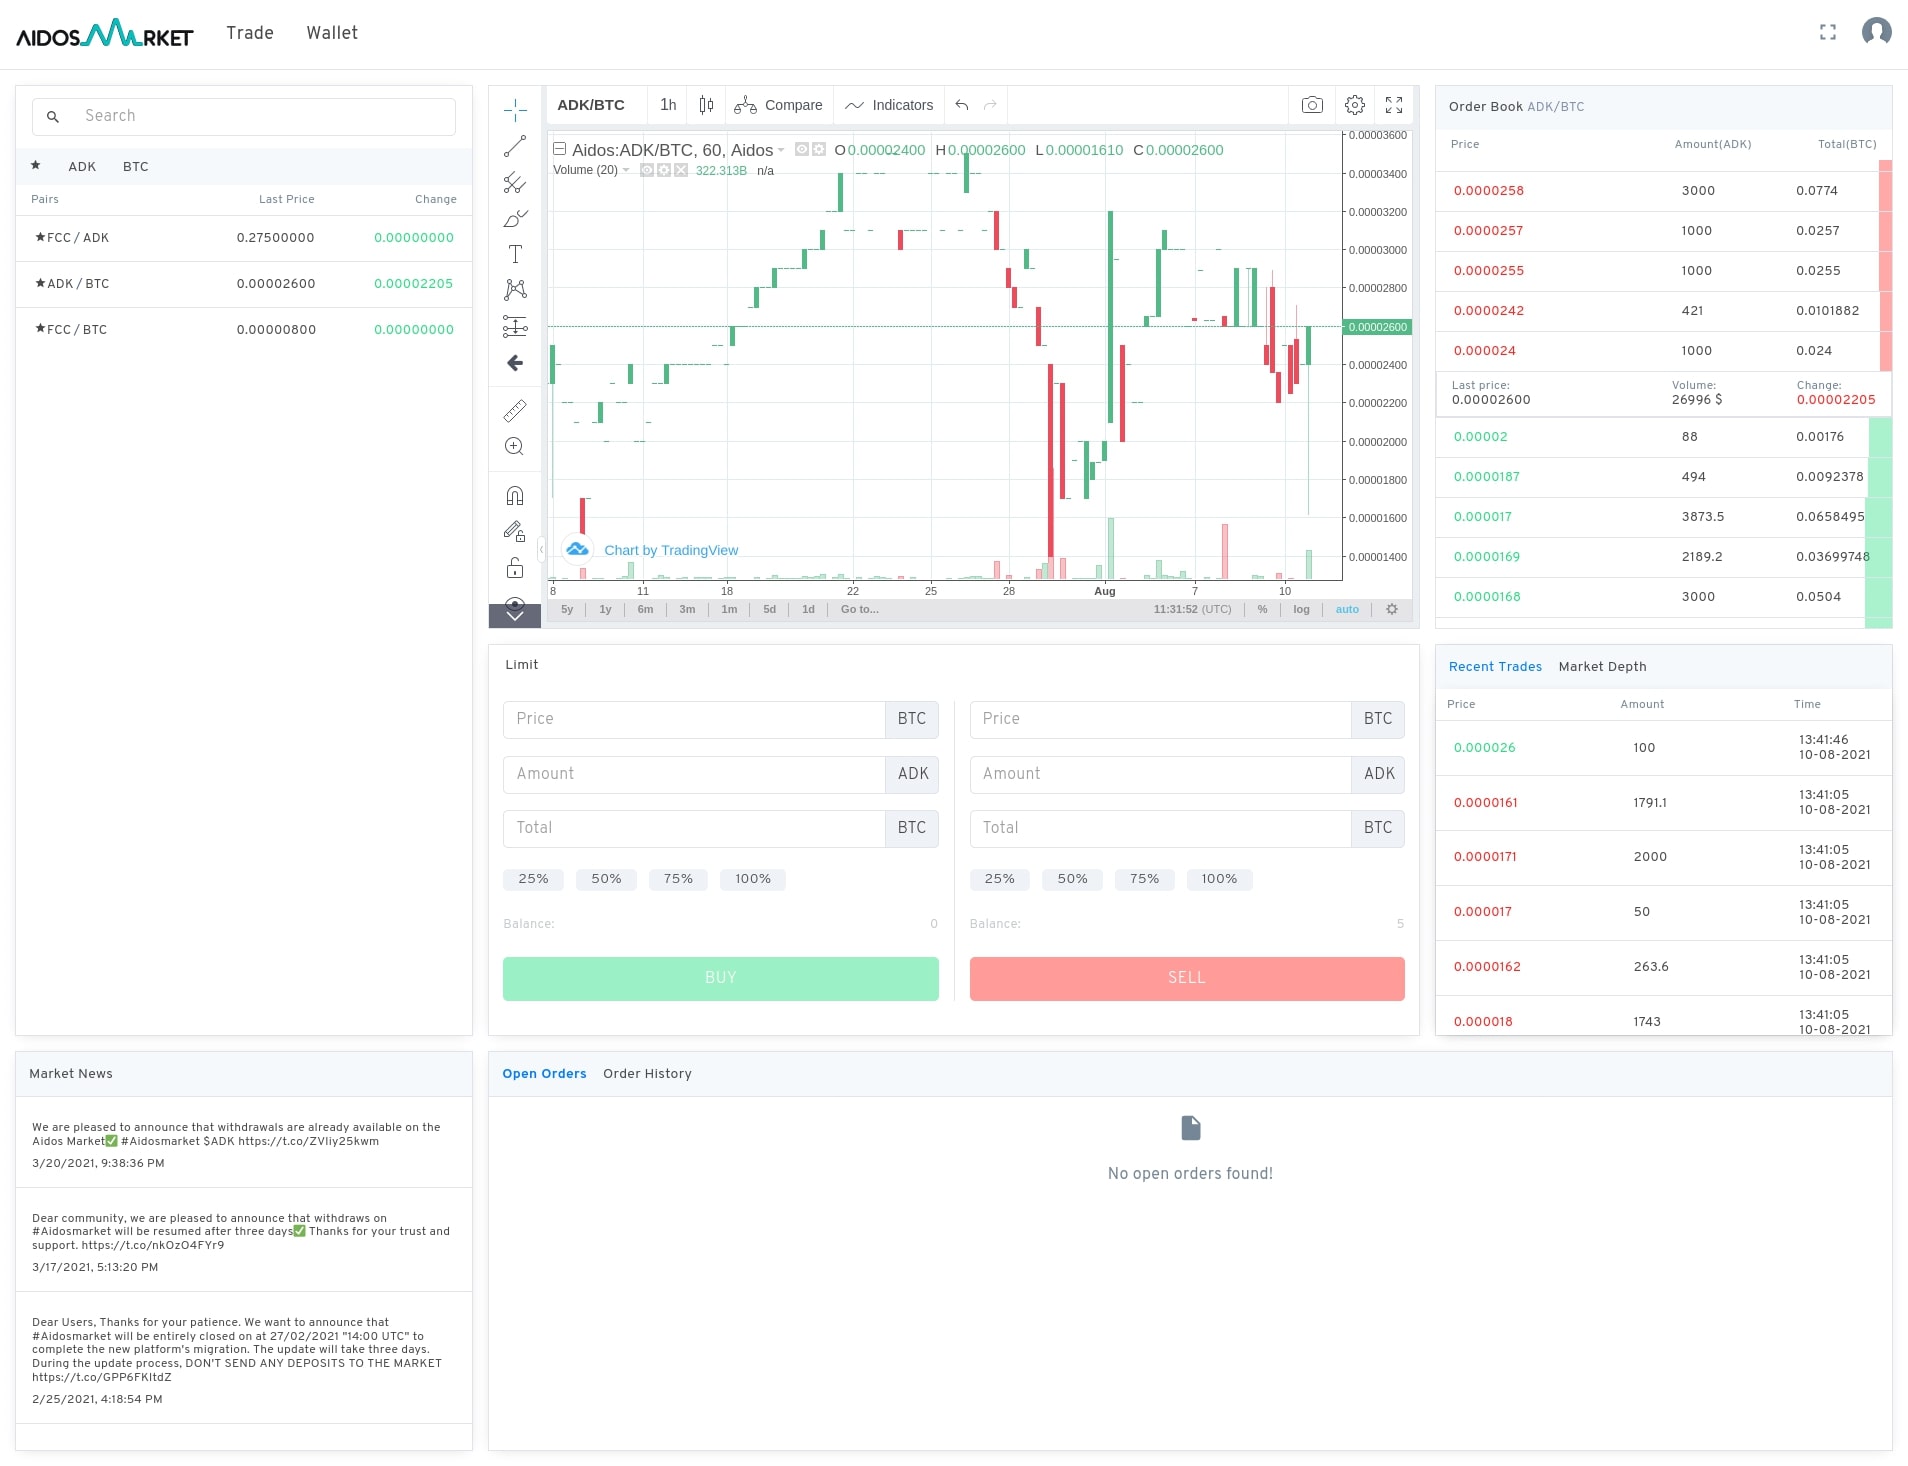 AIDOS MARKET
Trade
Wallet
Search
ADK
BTC
Pairs Last Price Change
★FCC / ADK 0.27500000 0.00000000
★ADK / BTC 0.00002600 0.00002205
★FCC / BTC 0.00000800 0.00000000
ADK/BTC 1h Compare Indicators
Aidos:ADK/BTC, 60, Aidos O0.00002400 H0.00002600 L0.00001610 C0.00002600
Volume (20) 322.313B n/a
0.00003600
0.00003400
0.00003200
0.00003000
0.00002800
0.00002600
0.00002400
0.00002200
0.00002000
0.00001800
0.00001600
0.00001400
Chart by TradingView
8 11 18 22 25 28 Aug 7 10
5y 1y 6m 3m 1m 5d 1d Go to... 11:31:52 (UTC) % log auto
Order Book ADK/BTC
Price Amount(ADK) Total(BTC)
0.0000258 3000 0.0774
0.0000257 1000 0.0257
0.0000255 1000 0.0255
0.0000242 421 0.0101882
0.000024 1000 0.024
Last price: Volume: Change:
0.00002600 26996 $ 0.00002205
0.00002 88 0.00176
0.0000187 494 0.0092378
0.000017 3873.5 0.0658495
0.0000169 2189.2 0.03699748
0.0000168 3000 0.0504
Limit
Price BTC
Amount ADK
Total BTC
25% 50% 75% 100%
Balance: 0
BUY
Price BTC
Amount ADK
Total BTC
25% 50% 75% 100%
Balance: 5
SELL
Recent Trades Market Depth
Price Amount Time
0.000026 100 13:41:46
10-08-2021
0.0000161 1791.1 13:41:05
10-08-2021
0.0000171 2000 13:41:05
10-08-2021
0.000017 50 13:41:05
10-08-2021
0.0000162 263.6 13:41:05
10-08-2021
0.000018 1743 13:41:05
10-08-2021
Market News
We are pleased to announce that withdrawals are already available on the
Aidos Market✅ #Aidosmarket $ADK https://t.co/ZVliy25kwm
3/20/2021, 9:38:36 PM
Dear community, we are pleased to announce that withdraws on
#Aidosmarket will be resumed after three days✅ Thanks for your trust and
support. https://t.co/nkOzO4FYr9
3/17/2021, 5:13:20 PM
Dear Users, Thanks for your patience. We want to announce that
#Aidosmarket will be entirely closed on at 27/02/2021 "14:00 UTC" to
complete the new platform's migration. The update will take three days.
During the update process, DON'T SEND ANY DEPOSITS TO THE MARKET
https://t.co/GPP6FKltdZ
2/25/2021, 4:18:54 PM
Open Orders Order History
No open orders found!